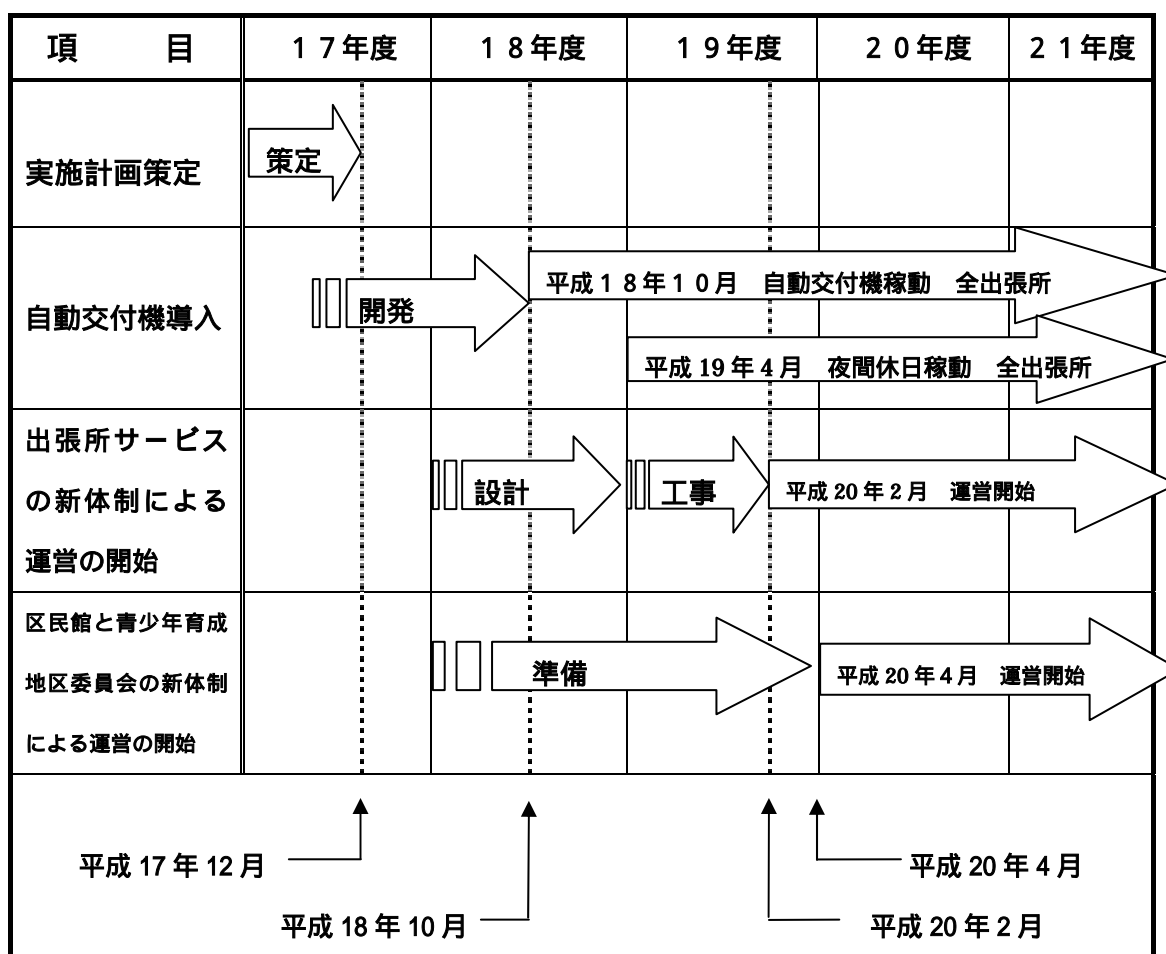 項　　　目　１７年度　１８年度　１９年度　２０年度　２１年度
実施計画策定
策定
自動交付機導入
開発
平成１８年１０月　自動交付機稼動　全出張所
平成 19 年 4 月　夜間休日稼動　全出張所
出張所サービス
の新体制による
運営の開始
設計
工事
平成 20 年 2 月　運営開始
区民館と青少年育成
地区委員会の新体制
による運営の開始
準備
平成 20 年 4 月　運営開始
平成 17 年 12 月
平成 20 年 4 月
平成 18 年 10 月
平成 20 年 2 月